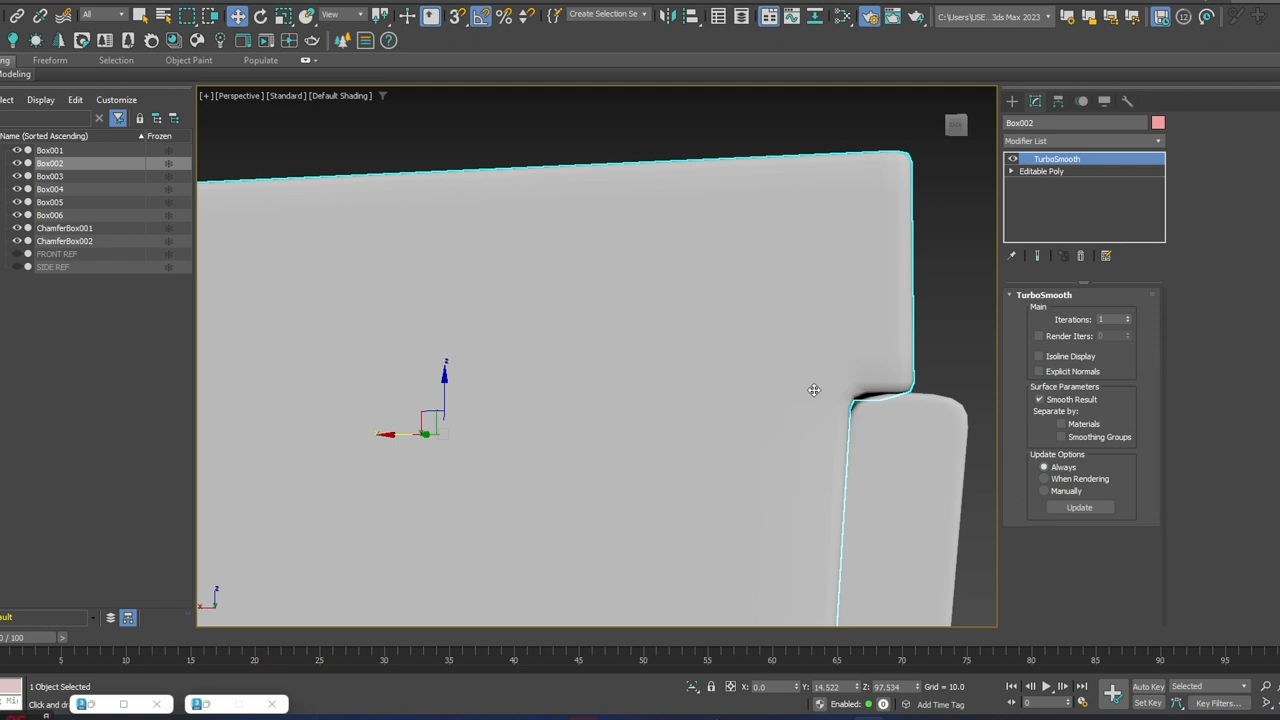 All
View
3
Create Selection Se
C:\Users\USE...3ds Max 2023
12
Freeform
Selection
Object Paint
Populate
Modeling
Display
Edit
Customize
Name (Sorted Ascending)
Frozen
Box001
Box002
Box003
Box004
Box005
Box006
ChamferBox001
ChamferBox002
FRONT REF
SIDE REF
[+] [Perspective] [Standard] [Default Shading]
BACK
z
x
z
x
Box002
Modifier List
TurboSmooth
Editable Poly
TurboSmooth
Main
Iterations: 1
Render Iters: 0
Isoline Display
Explicit Normals
Surface Parameters
Smooth Result
Separate by:
Materials
Smoothing Groups
Update Options
Always
When Rendering
Manually
Update
0 / 100
>
5 10 15 20 25 30 35 40 45 50 55 60 65 70 75 80 85 90 95
1 Object Selected
X: 0.0
Y: 14.522
Z: 97.534
Grid = 10.0
Auto Key
Selected
Enabled:
0
Add Time Tag
0
Set Key
Key Filters...